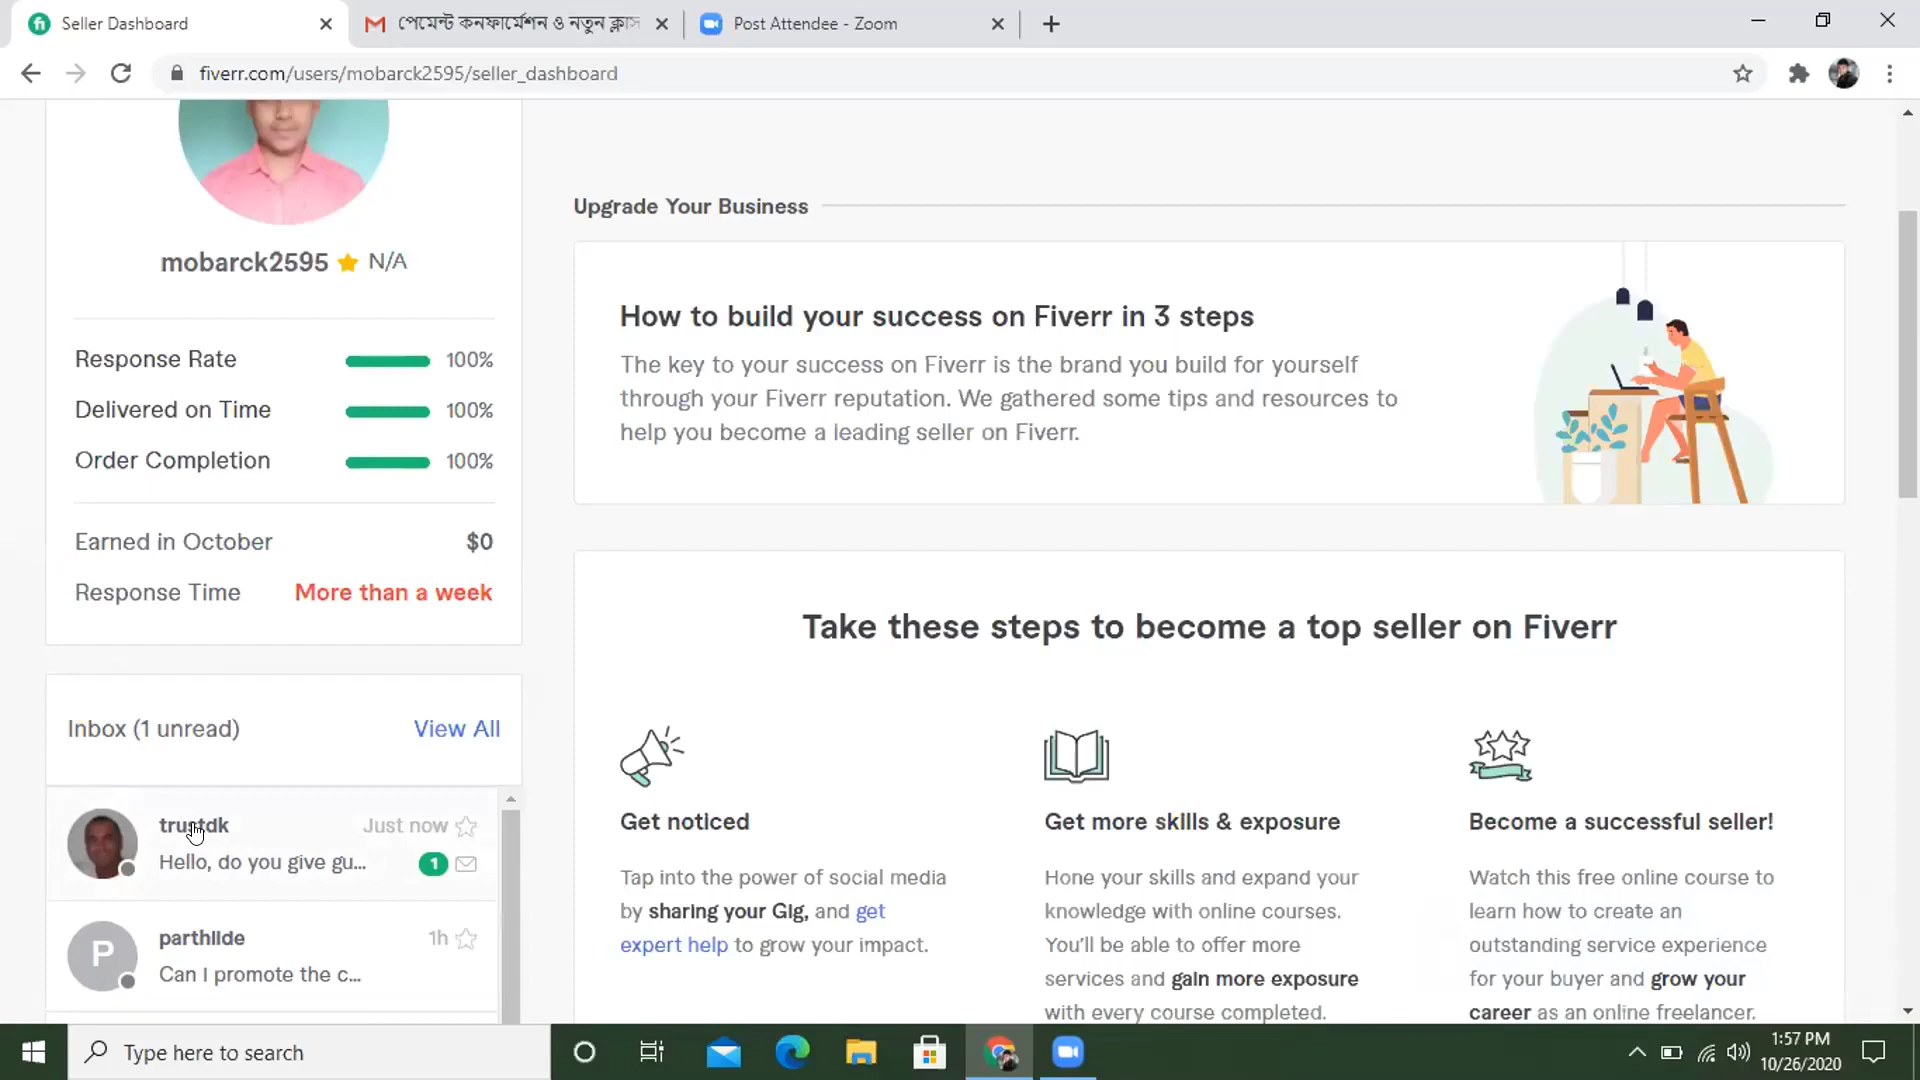 Seller Dashboard
পেমেন্ট কনফার্মেশন ও নতুন ক্লাস
Post Attendee - Zoom
fiverr.com/users/mobarck2595/seller_dashboard
mobarck2595 N/A
Response Rate 100%
Delivered on Time 100%
Order Completion 100%
Earned in October $0
Response Time More than a week
Inbox (1 unread) View All
trustdk Just now
Hello, do you give gu... 1
P
parthlide 1h
Can I promote the c...
Upgrade Your Business
How to build your success on Fiverr in 3 steps
The key to your success on Fiverr is the brand you build for yourself
through your Fiverr reputation. We gathered some tips and resources to
help you become a leading seller on Fiverr.
Take these steps to become a top seller on Fiverr
Get noticed
Tap into the power of social media
by sharing your Gig, and get
expert help to grow your impact.
Get more skills & exposure
Hone your skills and expand your
knowledge with online courses.
You'll be able to offer more
services and gain more exposure
with every course completed.
Become a successful seller!
Watch this free online course to
learn how to create an
outstanding service experience
for your buyer and grow your
career as an online freelancer.
Type here to search
1:57 PM
10/26/2020